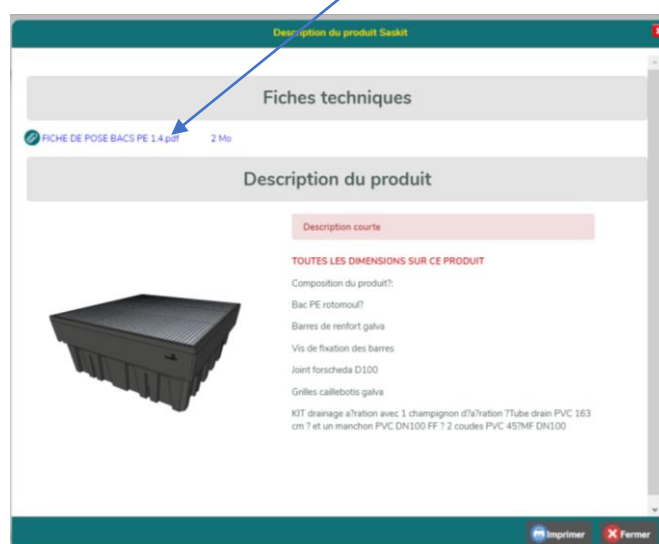 Description du produit Saskit
Fiches techniques
FICHE DE POSE BACS PE 1.4.pdf 2 Mo
Description du produit
Description courte
TOUTES LES DIMENSIONS SUR CE PRODUIT
Composition du produit?:
Bac PE rotomoul?
Barres de renfort galva
Vis de fixation des barres
Joint forscheda D100
Grilles caillebotis galva
KIT drainage a?ration avec 1 champignon d?a?ration ?Tube drain PVC 163
cm ? et un manchon PVC DN100 FF ? 2 coudes PVC 45?MF DN100
Imprimer
Fermer